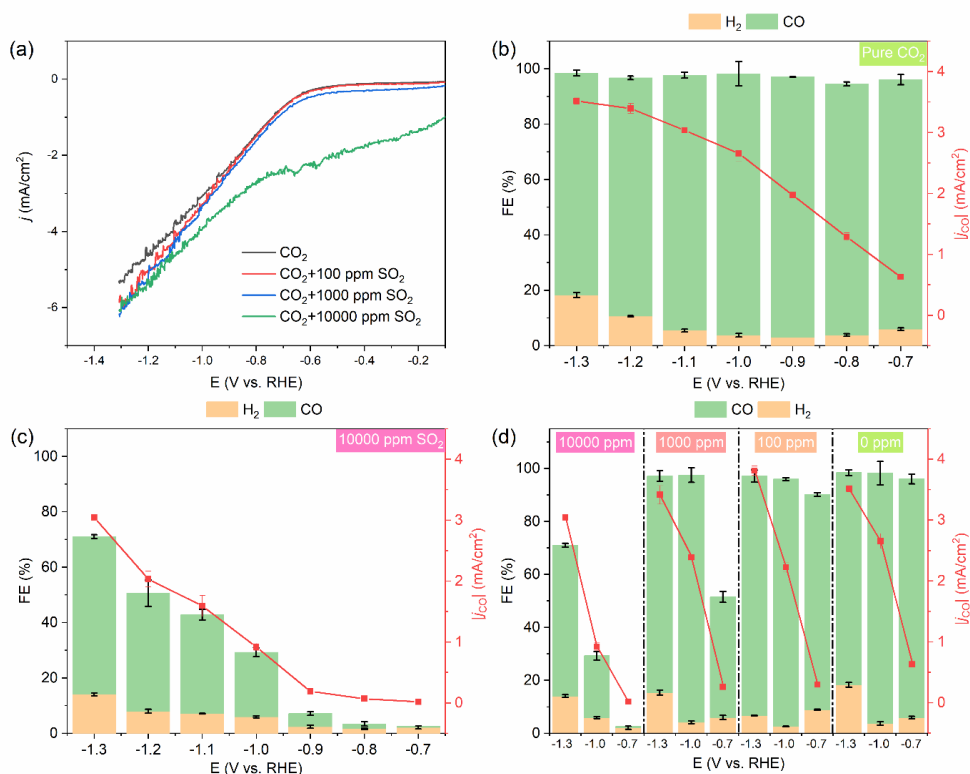 H₂ CO
(a)
0
-2
-4
-6
j (mA/cm²)
CO₂
CO₂+100 ppm SO₂
CO₂+1000 ppm SO₂
CO₂+10000 ppm SO₂
-1.4 -1.2 -1.0 -0.8 -0.6 -0.4 -0.2
E (V vs. RHE)
(b)
Pure CO₂
100
80
60
40
20
0
FE (%)
4
3
2
1
0
|jCO| (mA/cm²)
-1.3 -1.2 -1.1 -1.0 -0.9 -0.8 -0.7
E (V vs. RHE)
H₂ CO
(c)
10000 ppm SO₂
100
80
60
40
20
0
FE (%)
4
3
2
1
0
|jCO| (mA/cm²)
-1.3 -1.2 -1.1 -1.0 -0.9 -0.8 -0.7
E (V vs. RHE)
CO H₂
(d)
10000 ppm 1000 ppm 100 ppm 0 ppm
100
80
60
40
20
0
FE (%)
4
3
2
1
0
|jCO| (mA/cm²)
-1.3 -1.0 -0.7 -1.3 -1.0 -0.7 -1.3 -1.0 -0.7 -1.3 -1.0 -0.7
E (V vs. RHE)